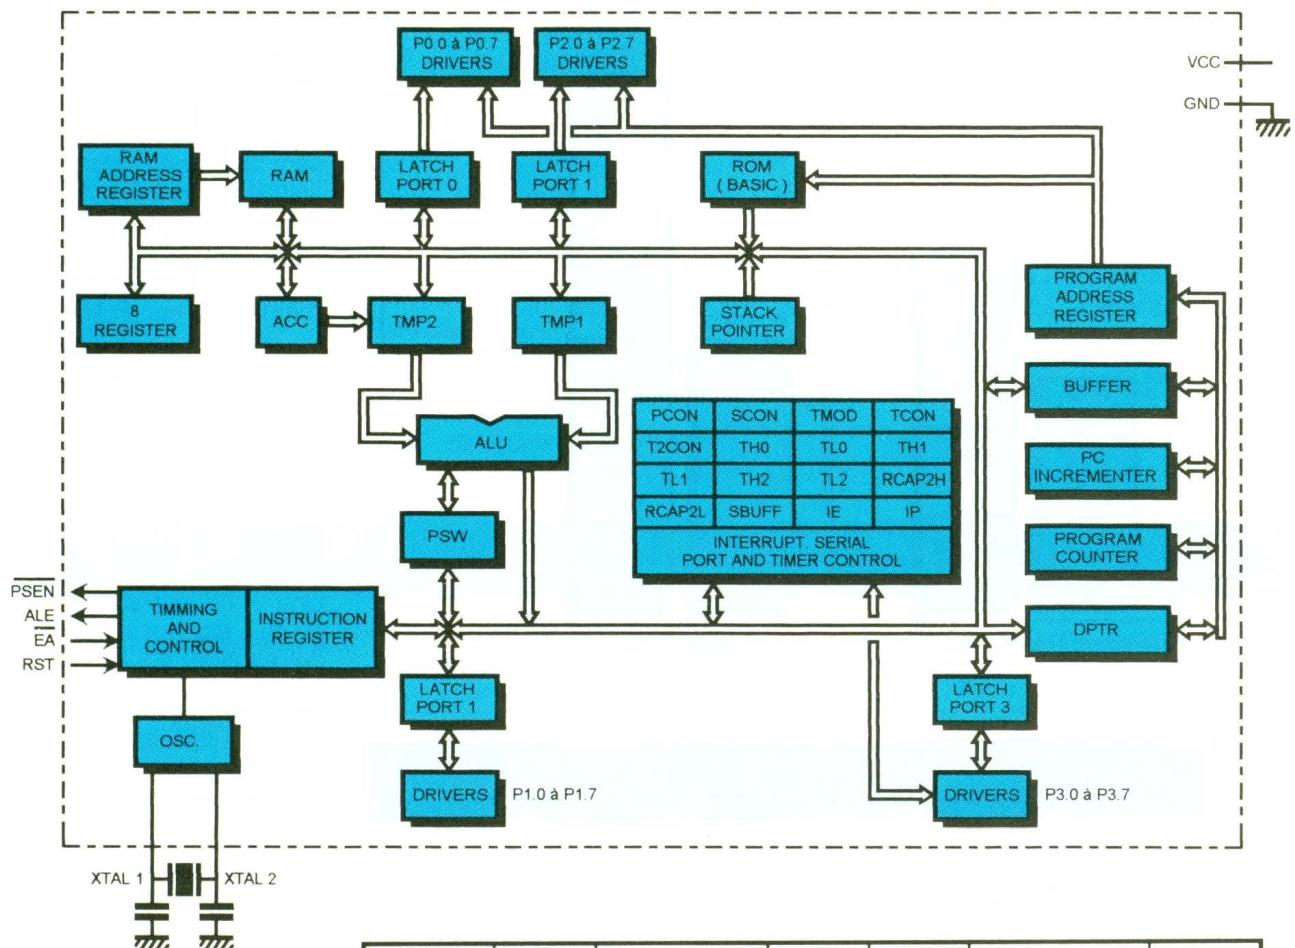 P0.0 à P0.7
DRIVERS
P2.0 à P2.7
DRIVERS
VCC
GND
RAM
ADDRESS
REGISTER
RAM
LATCH
PORT 0
LATCH
PORT 1
ROM
( BASIC )
8
REGISTER
ACC
TMP2
TMP1
STACK
POINTER
PROGRAM
ADDRESS
REGISTER
BUFFER
PC
INCREMENTER
PROGRAM
COUNTER
DPTR
ALU
PSW
PCON SCON TMOD TCON
T2CON TH0 TL0 TH1
TL1 TH2 TL2 RCAP2H
RCAP2L SBUFF IE IP
INTERRUPT. SERIAL
PORT AND TIMER CONTROL
PSEN
ALE
EA
RST
TIMMING
AND
CONTROL
INSTRUCTION
REGISTER
OSC.
LATCH
PORT 1
DRIVERS
P1.0 à P1.7
LATCH
PORT 3
DRIVERS
P3.0 à P3.7
XTAL 1
XTAL 2